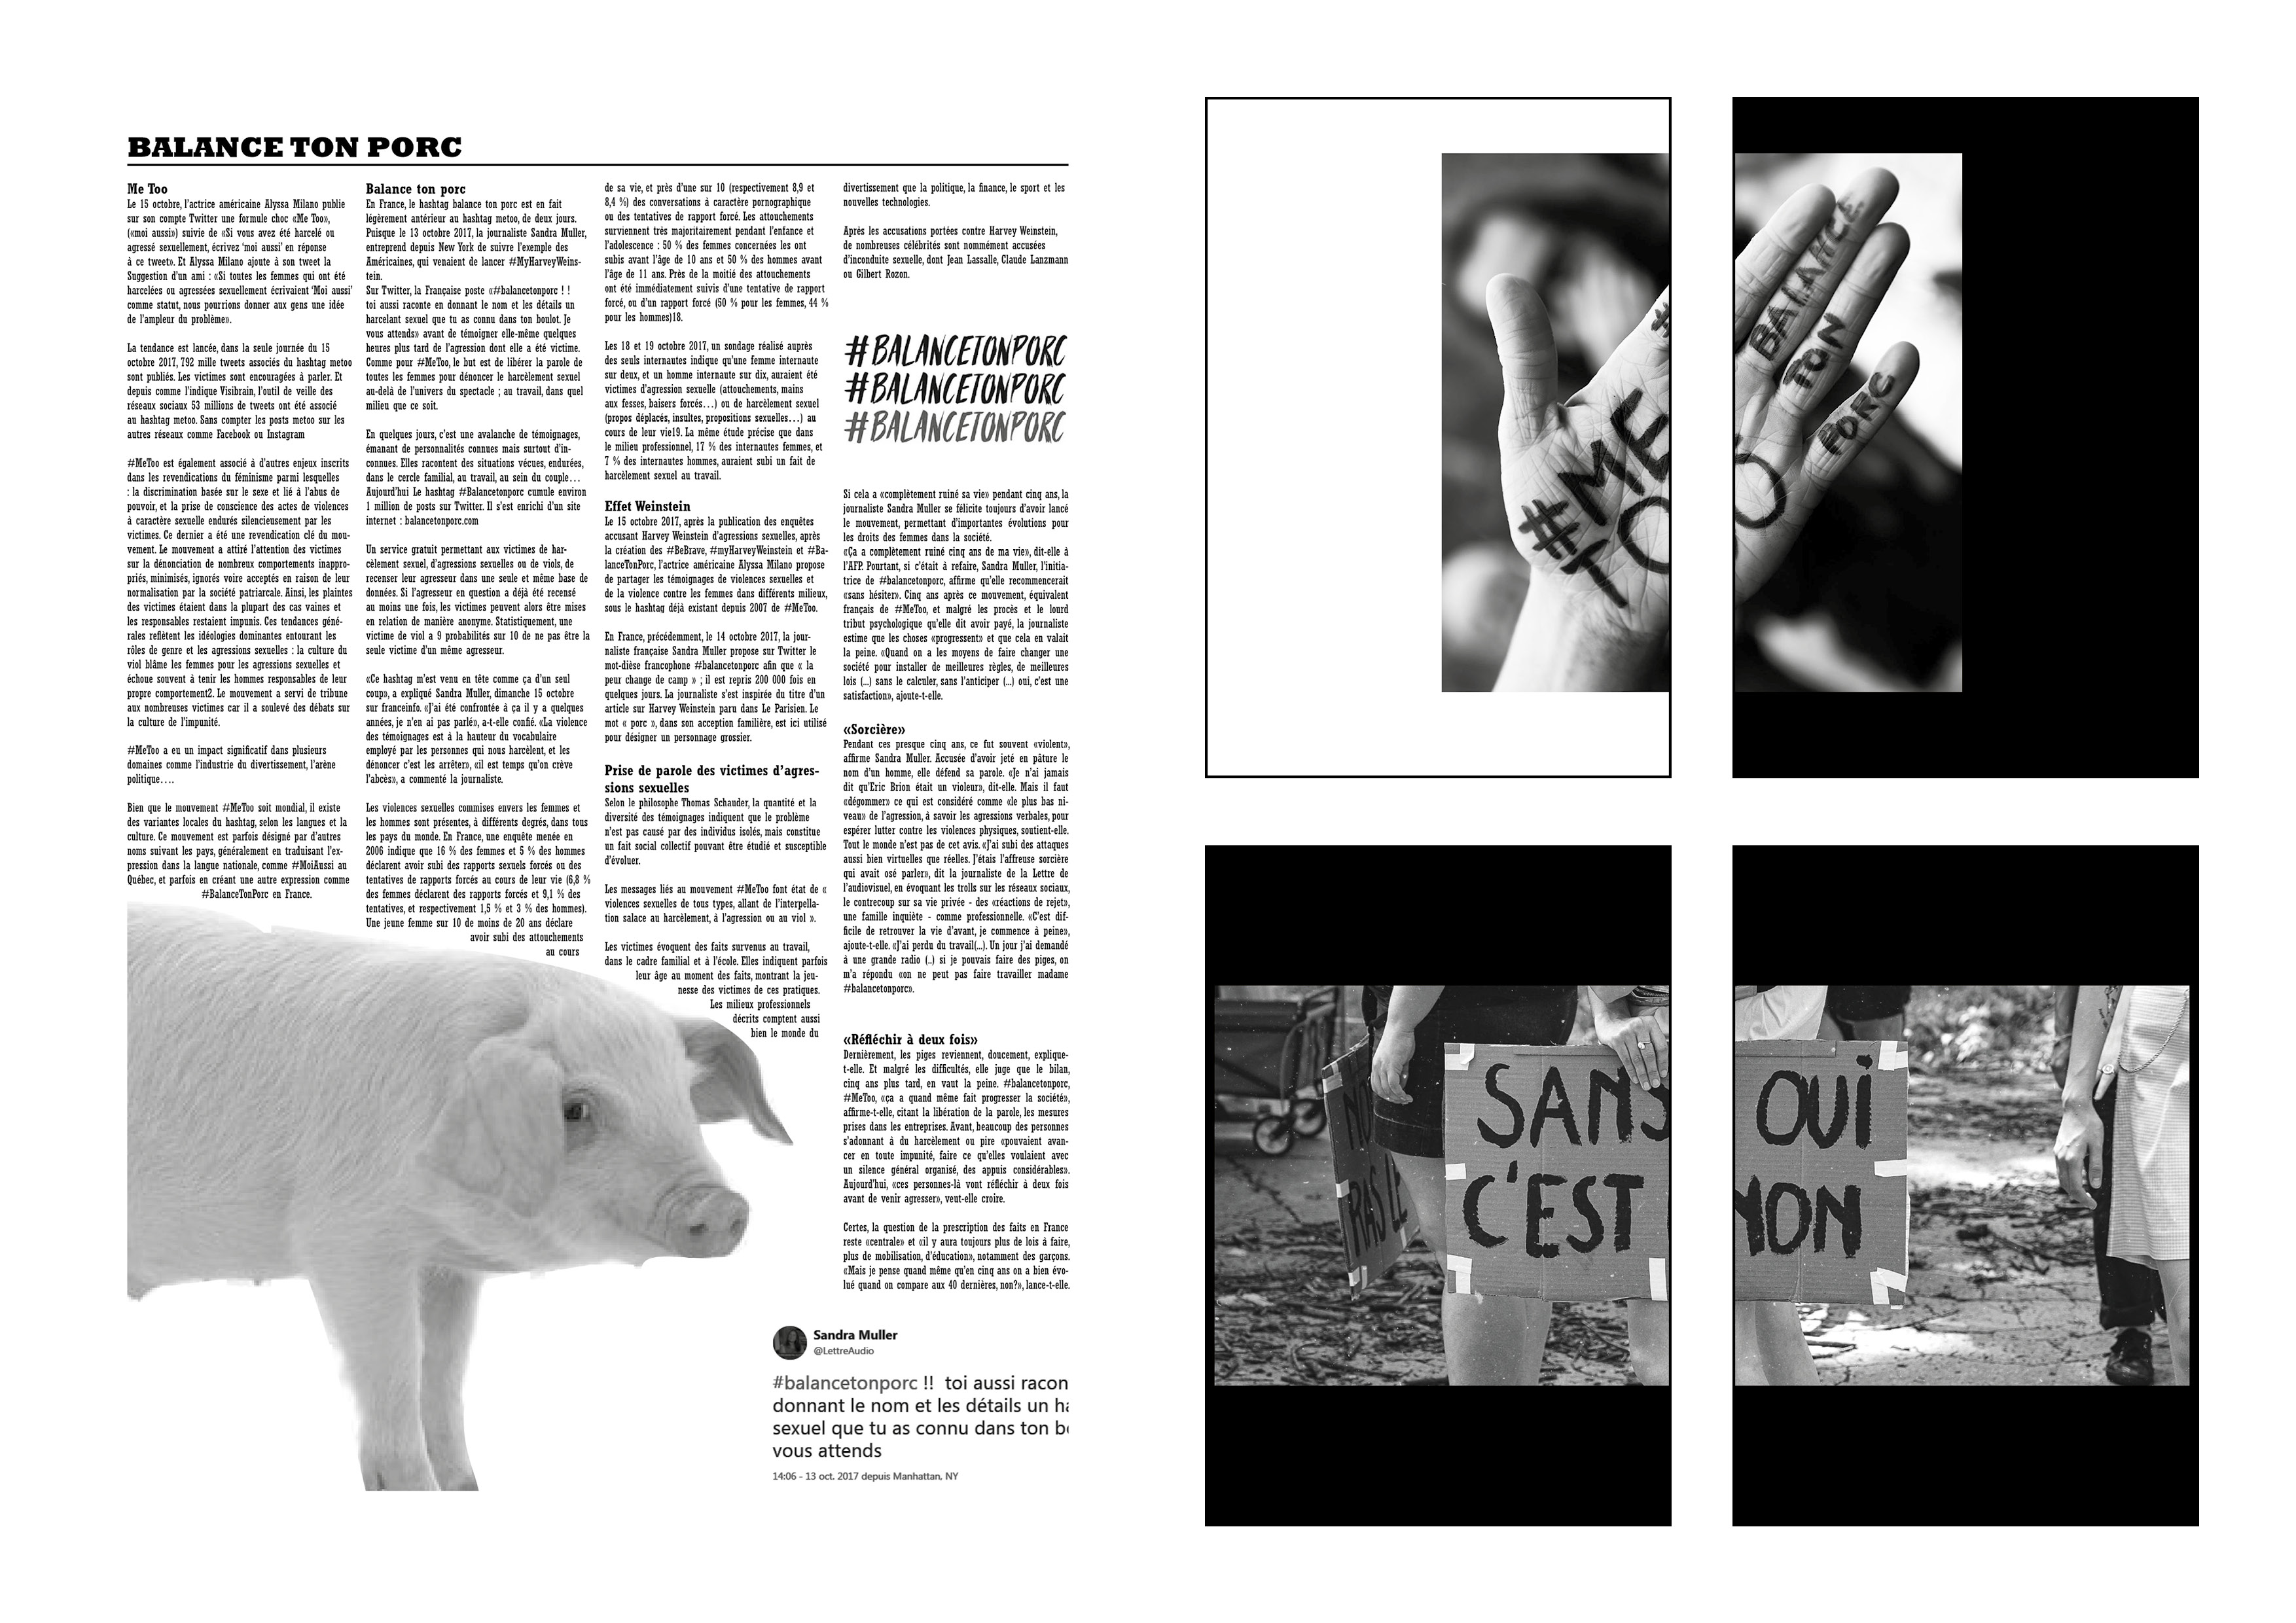 BALANCE TON PORC
Me Too
Le 15 octobre, l'actrice américaine Alyssa Milano publie
sur son compte Twitter une formule choc «Me Too»,
(«moi aussi») suivie de «Si vous avez été harcelé ou
agressé sexuellement, écrivez 'moi aussi' en réponse
à ce tweet». Et Alyssa Milano ajoute à son tweet la
Suggestion d'un ami : «Si toutes les femmes qui ont été
harcelées ou agressées sexuellement écrivaient 'Moi aussi'
comme statut, nous pourrions donner aux gens une idée
de l'ampleur du problème».
La tendance est lancée, dans la seule journée du 15
octobre 2017, 792 mille tweets associés du hashtag metoo
sont publiés. Les victimes sont encouragées à parler. Et
depuis comme l'indique Visibrain, l'outil de veille des
réseaux sociaux 53 millions de tweets ont été associé
au hashtag metoo. Sans compter les posts metoo sur les
autres réseaux comme Facebook ou Instagram
#MeToo est également associé à d'autres enjeux inscrits
dans les revendications du féminisme parmi lesquelles
: la discrimination basée sur le sexe et lié à l'abus de
pouvoir, et la prise de conscience des actes de violences
à caractère sexuelle endurés silencieusement par les
victimes. Ce dernier a été une revendication clé du mou-
vement. Le mouvement a attiré l'attention des victimes
sur la dénonciation de nombreux comportements inappro-
priés, minimisés, ignorés voire acceptés en raison de leur
normalisation par la société patriarcale. Ainsi, les plaintes
des victimes étaient dans la plupart des cas vaines et
les responsables restaient impunis. Ces tendances géné-
rales reflètent les idéologies dominantes entourant les
rôles de genre et les agressions sexuelles : la culture du
viol blâme les femmes pour les agressions sexuelles et
échoue souvent à tenir les hommes responsables de leur
propre comportement2. Le mouvement a servi de tribune
aux nombreuses victimes car il a soulevé des débats sur
la culture de l'impunité.
#MeToo a eu un impact significatif dans plusieurs
domaines comme l'industrie du divertissement, l'arène
politique….
Bien que le mouvement #MeToo soit mondial, il existe
des variantes locales du hashtag, selon les langues et la
culture. Ce mouvement est parfois désigné par d'autres
noms suivant les pays, généralement en traduisant l'ex-
pression dans la langue nationale, comme #MoiAussi au
Québec, et parfois en créant une autre expression comme
#BalanceTonPorc en France.
Balance ton porc
En France, le hashtag balance ton porc est en fait
légèrement antérieur au hashtag metoo, de deux jours.
Puisque le 13 octobre 2017, la journaliste Sandra Muller,
entreprend depuis New York de suivre l'exemple des
Américaines, qui venaient de lancer #MyHarveyWeins-
tein.
Sur Twitter, la Française poste «#balancetonporc ! !
toi aussi raconte en donnant le nom et les détails un
harcelant sexuel que tu as connu dans ton boulot. Je
vous attends» avant de témoigner elle-même quelques
heures plus tard de l'agression dont elle a été victime.
Comme pour #MeToo, le but est de libérer la parole de
toutes les femmes pour dénoncer le harcèlement sexuel
au-delà de l'univers du spectacle ; au travail, dans quel
milieu que ce soit.
En quelques jours, c'est une avalanche de témoignages,
émanant de personnalités connues mais surtout d'in-
connues. Elles racontent des situations vécues, endurées,
dans le cercle familial, au travail, au sein du couple…
Aujourd'hui Le hashtag #Balancetonporc cumule environ
1 million de posts sur Twitter. Il s'est enrichi d'un site
internet : balancetonporc.com
Un service gratuit permettant aux victimes de har-
cèlement sexuel, d'agressions sexuelles ou de viols, de
recenser leur agresseur dans une seule et même base de
données. Si l'agresseur en question a déjà été recensé
au moins une fois, les victimes peuvent alors être mises
en relation de manière anonyme. Statistiquement, une
victime de viol a 9 probabilités sur 10 de ne pas être la
seule victime d'un même agresseur.
«Ce hashtag m'est venu en tête comme ça d'un seul
coup», a expliqué Sandra Muller, dimanche 15 octobre
sur franceinfo. «J'ai été confrontée à ça il y a quelques
années, je n'en ai pas parlé», a-t-elle confié. «La violence
des témoignages est à la hauteur du vocabulaire
employé par les personnes qui nous harcèlent, et les
dénoncer c'est les arrêter», «il est temps qu'on crève
l'abcès», a commenté la journaliste.
Les violences sexuelles commises envers les femmes et
les hommes sont présentes, à différents degrés, dans tous
les pays du monde. En France, une enquête menée en
2006 indique que 16 % des femmes et 5 % des hommes
déclarent avoir subi des rapports sexuels forcés ou des
tentatives de rapports forcés au cours de leur vie (6,8 %
des femmes déclarent des rapports forcés et 9,1 % des
tentatives, et respectivement 1,5 % et 3 % des hommes).
Une jeune femme sur 10 de moins de 20 ans déclare
avoir subi des attouchements
au cours
de sa vie, et près d'une sur 10 (respectivement 8,9 et
8,4 %) des conversations à caractère pornographique
ou des tentatives de rapport forcé. Les attouchements
surviennent très majoritairement pendant l'enfance et
l'adolescence : 50 % des femmes concernées les ont
subis avant l'âge de 10 ans et 50 % des hommes avant
l'âge de 11 ans. Près de la moitié des attouchements
ont été immédiatement suivis d'une tentative de rapport
forcé, ou d'un rapport forcé (50 % pour les femmes, 44 %
pour les hommes)18.
Les 18 et 19 octobre 2017, un sondage réalisé auprès
des seuls internautes indique qu'une femme internaute
sur deux, et un homme internaute sur dix, auraient été
victimes d'agression sexuelle (attouchements, mains
aux fesses, baisers forcés…) ou de harcèlement sexuel
(propos déplacés, insultes, propositions sexuelles…) au
cours de leur vie19. La même étude précise que dans
le milieu professionnel, 17 % des internautes femmes, et
7 % des internautes hommes, auraient subi un fait de
harcèlement sexuel au travail.
Effet Weinstein
Le 15 octobre 2017, après la publication des enquêtes
accusant Harvey Weinstein d'agressions sexuelles, après
la création des #BeBrave, #myHarveyWeinstein et #Ba-
lanceTonPorc, l'actrice américaine Alyssa Milano propose
de partager les témoignages de violences sexuelles et
de la violence contre les femmes dans différents milieux,
sous le hashtag déjà existant depuis 2007 de #MeToo.
En France, précédemment, le 14 octobre 2017, la jour-
naliste française Sandra Muller propose sur Twitter le
mot-dièse francophone #balancetonporc afin que « la
peur change de camp » ; il est repris 200 000 fois en
quelques jours. La journaliste s'est inspirée du titre d'un
article sur Harvey Weinstein paru dans Le Parisien. Le
mot « porc », dans son acception familière, est ici utilisé
pour désigner un personnage grossier.
Prise de parole des victimes d'agres-
sions sexuelles
Selon le philosophe Thomas Schauder, la quantité et la
diversité des témoignages indiquent que le problème
n'est pas causé par des individus isolés, mais constitue
un fait social collectif pouvant être étudié et susceptible
d'évoluer.
Les messages liés au mouvement #MeToo font état de «
violences sexuelles de tous types, allant de l'interpella-
tion salace au harcèlement, à l'agression ou au viol ».
Les victimes évoquent des faits survenus au travail,
dans le cadre familial et à l'école. Elles indiquent parfois
leur âge au moment des faits, montrant la jeu-
nesse des victimes de ces pratiques.
Les milieux professionnels
décrits comptent aussi
bien le monde du
divertissement que la politique, la finance, le sport et les
nouvelles technologies.
Après les accusations portées contre Harvey Weinstein,
de nombreuses célébrités sont nommément accusées
d'inconduite sexuelle, dont Jean Lassalle, Claude Lanzmann
ou Gilbert Rozon.
#BALANCETONPORC
#BALANCETONPORC
#BALANCETONPORC
Si cela a «complètement ruiné sa vie» pendant cinq ans, la
journaliste Sandra Muller se félicite toujours d'avoir lancé
le mouvement, permettant d'importantes évolutions pour
les droits des femmes dans la société.
«Ça a complètement ruiné cinq ans de ma vie», dit-elle à
l'AFP. Pourtant, si c'était à refaire, Sandra Muller, l'initia-
trice de #balancetonporc, affirme qu'elle recommencerait
«sans hésiter». Cinq ans après ce mouvement, équivalent
français de #MeToo, et malgré les procès et le lourd
tribut psychologique qu'elle dit avoir payé, la journaliste
estime que les choses «progressent» et que cela en valait
la peine. «Quand on a les moyens de faire changer une
société pour installer de meilleures règles, de meilleures
lois (...) sans le calculer, sans l'anticiper (...) oui, c'est une
satisfaction», ajoute-t-elle.
«Sorcière»
Pendant ces presque cinq ans, ce fut souvent «violent»,
affirme Sandra Muller. Accusée d'avoir jeté en pâture le
nom d'un homme, elle défend sa parole. «Je n'ai jamais
dit qu'Eric Brion était un violeur», dit-elle. Mais il faut
«dégommer» ce qui est considéré comme «le plus bas ni-
veau» de l'agression, à savoir les agressions verbales, pour
espérer lutter contre les violences physiques, soutient-elle.
Tout le monde n'est pas de cet avis. «J'ai subi des attaques
aussi bien virtuelles que réelles. J'étais l'affreuse sorcière
qui avait osé parler», dit la journaliste de la Lettre de
l'audiovisuel, en évoquant les trolls sur les réseaux sociaux,
le contrecoup sur sa vie privée - des «réactions de rejet»,
une famille inquiète - comme professionnelle. «C'est dif-
ficile de retrouver la vie d'avant, je commence à peine»,
ajoute-t-elle. «J'ai perdu du travail(...). Un jour j'ai demandé
à une grande radio (..) si je pouvais faire des piges, on
m'a répondu «on ne peut pas faire travailler madame
#balancetonporc».
«Réfléchir à deux fois»
Dernièrement, les piges reviennent, doucement, explique-
t-elle. Et malgré les difficultés, elle juge que le bilan,
cinq ans plus tard, en vaut la peine. #balancetonporc,
#MeToo, «ça a quand même fait progresser la société»,
affirme-t-elle, citant la libération de la parole, les mesures
prises dans les entreprises. Avant, beaucoup des personnes
s'adonnant à du harcèlement ou pire «pouvaient avan-
cer en toute impunité, faire ce qu'elles voulaient avec
un silence général organisé, des appuis considérables».
Aujourd'hui, «ces personnes-là vont réfléchir à deux fois
avant de venir agresser», veut-elle croire.
Certes, la question de la prescription des faits en France
reste «centrale» et «il y aura toujours plus de lois à faire,
plus de mobilisation, d'éducation», notamment des garçons.
«Mais je pense quand même qu'en cinq ans on a bien évo-
lué quand on compare aux 40 dernières, non?», lance-t-elle.
Sandra Muller
@LettreAudio
#balancetonporc !! toi aussi racon
donnant le nom et les détails un ha
sexuel que tu as connu dans ton bo
vous attends
14:06 - 13 oct. 2017 depuis Manhattan, NY
#ME
TOO
#BALANCE
TON
PORC
SANS OUI
C'EST NON